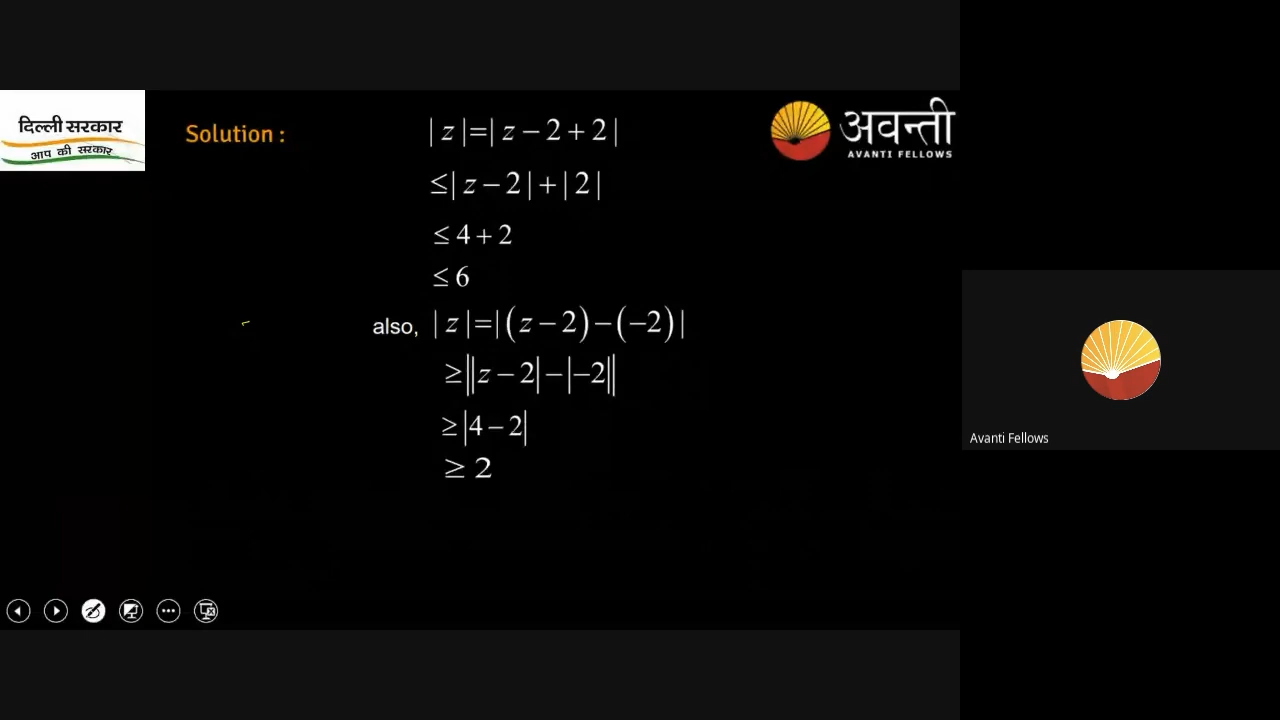 दिल्ली सरकार
आप की सरकार
Solution :
|z|=|z−2+2|
अवन्ती
AVANTI FELLOWS
≤|z−2|+|2|
≤ 4+2
≤ 6
also, |z|=|(z−2)−(−2)|
≥||z−2|−|−2||
≥|4−2|
≥ 2
Avanti Fellows